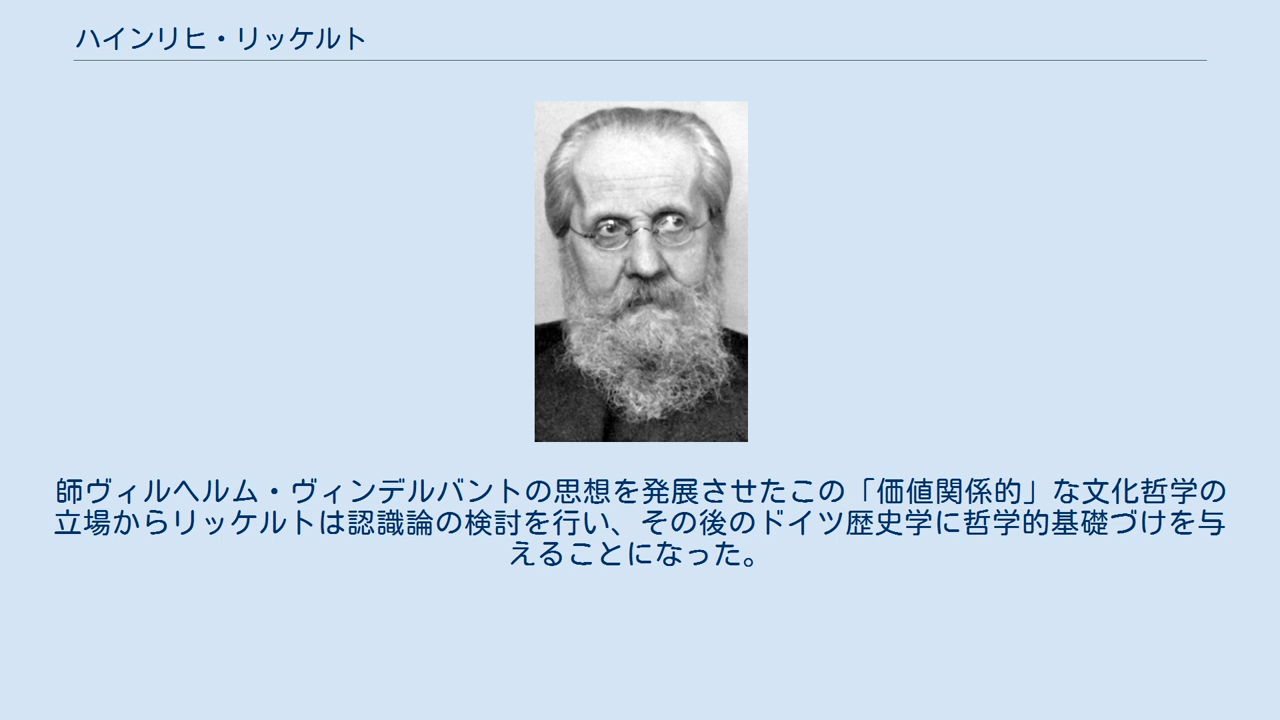 ハインリヒ・リッケルト
師ヴィルヘルム・ヴィンデルバントの思想を発展させたこの「価値関係的」な文化哲学の
立場からリッケルトは認識論の検討を行い、その後のドイツ歴史学に哲学的基礎づけを与
えることになった。